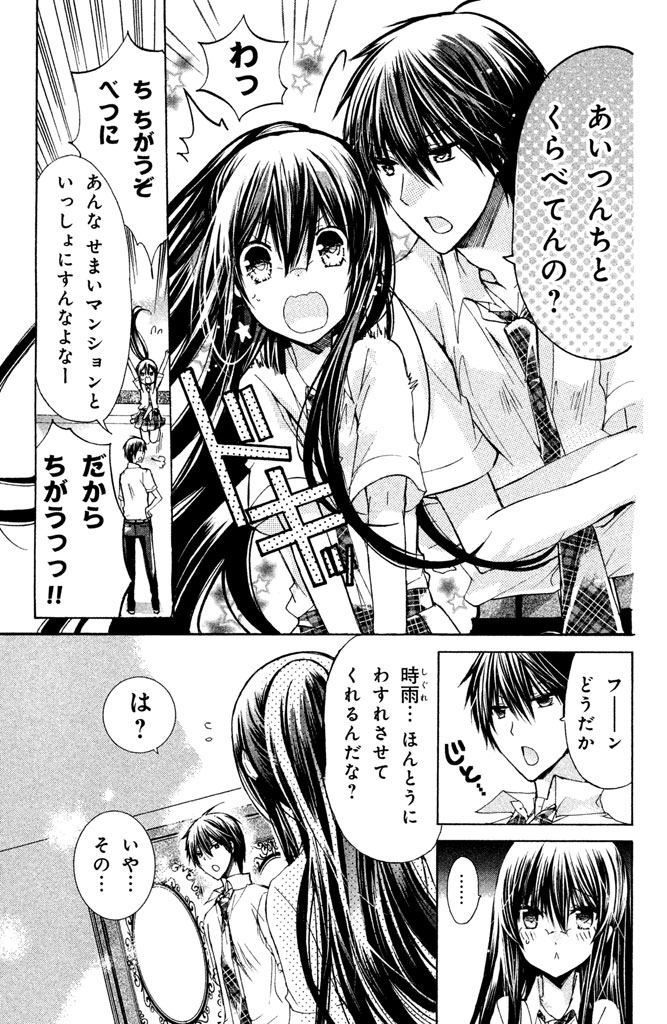 あいつんちと
くらべてんの?
わっ
ドドキッ
ち ちがうぞ
べつに
あんな せまいマンションと
いっしょにすんなよなー
だから
ちがうっっ!!
フーン
どうだか
じと…
……
時雨… ほんとうに
しぐれ
わすれさせて
くれるんだな?
は?
いや…
その…